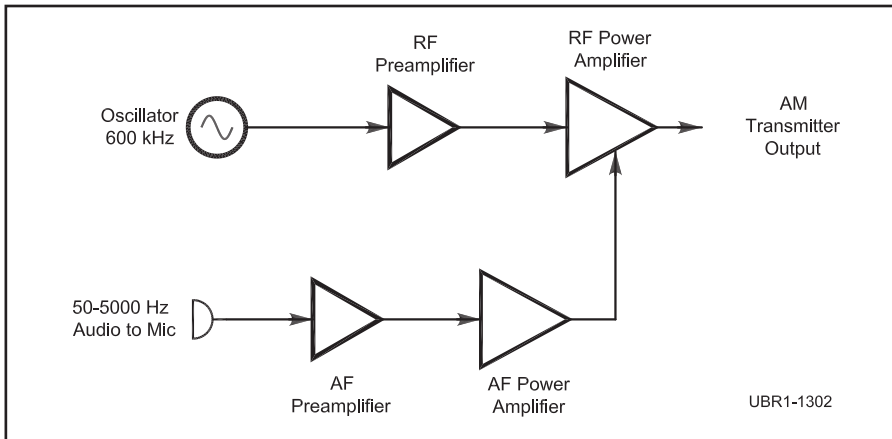 RF
Preamplifier
RF Power
Amplifier
Oscillator
600 kHz
AM
Transmitter
Output
50-5000 Hz
Audio to Mic
AF
Preamplifier
AF Power
Amplifier
UBR1-1302